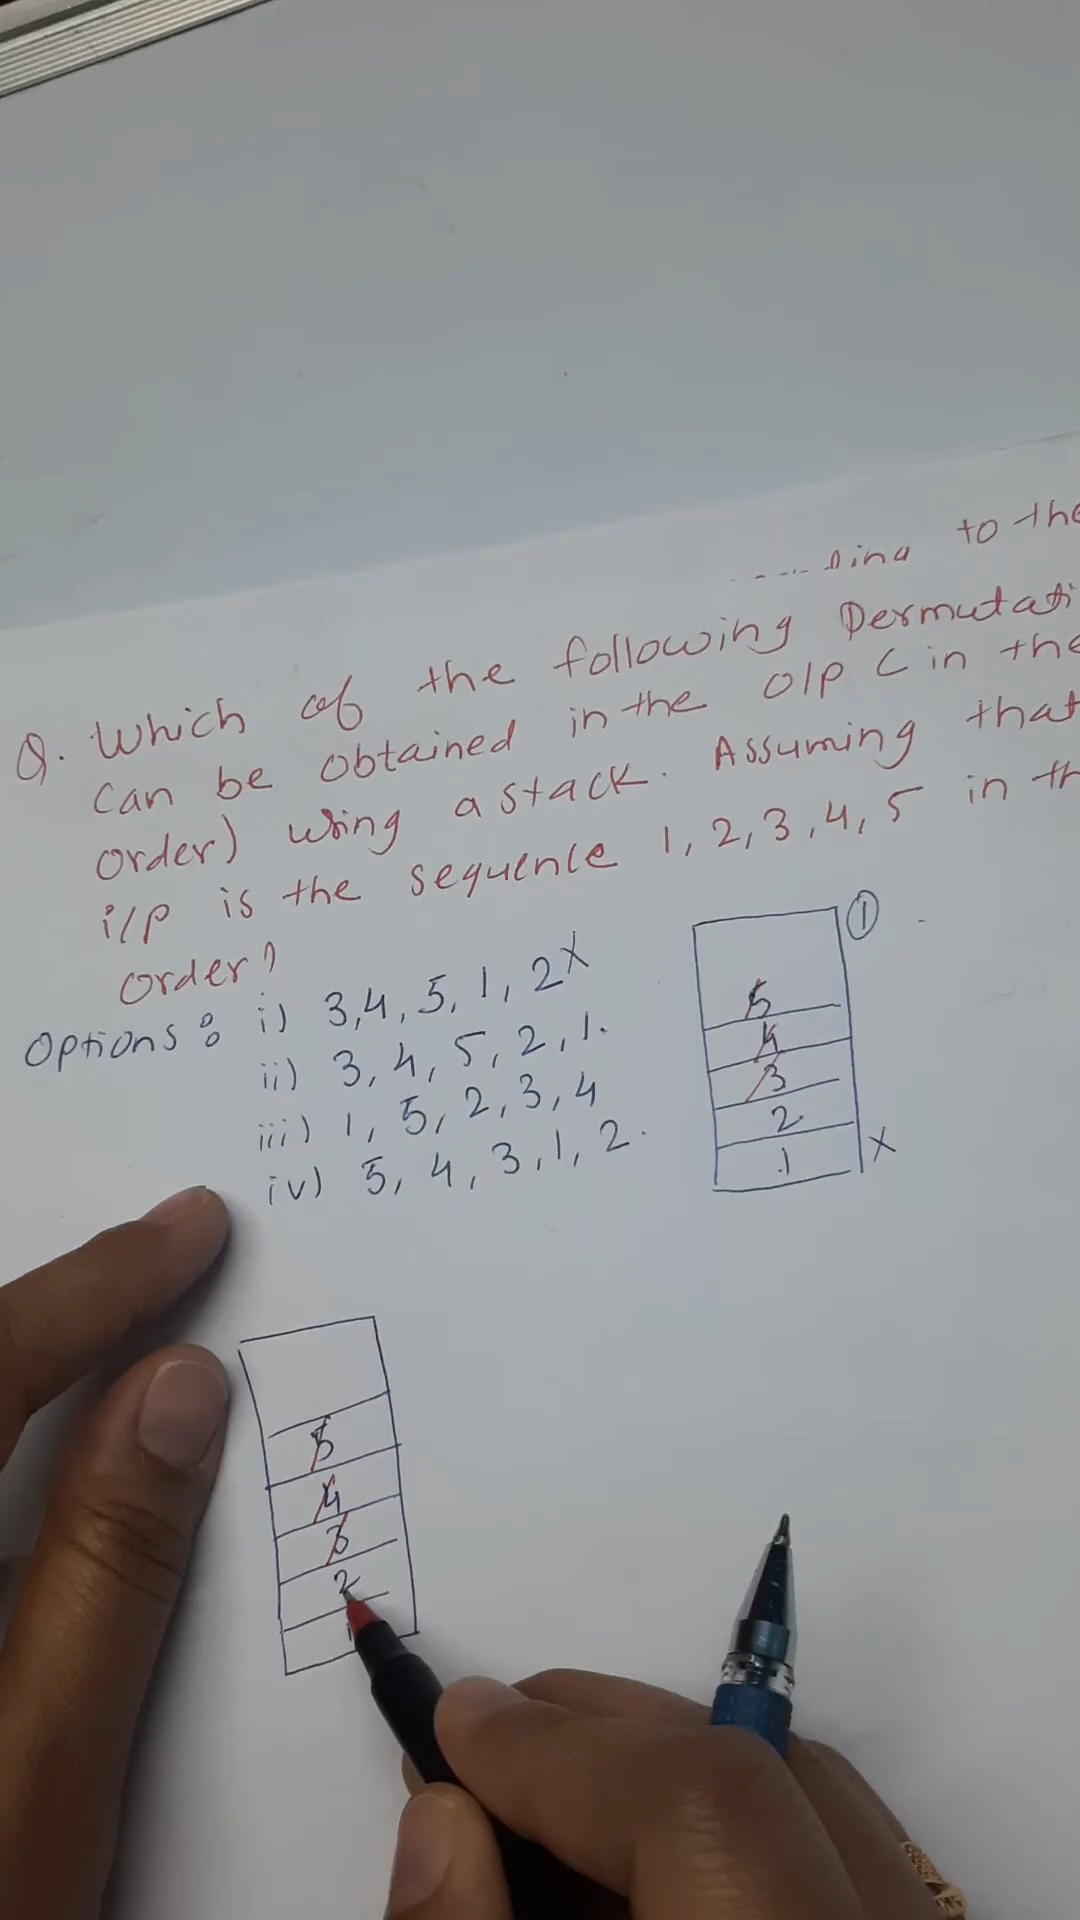 to the
Q. Which of the following Permutati
can be obtained in the O/P (in the
order) using a stack. Assuming that
i/p is the sequence 1, 2, 3, 4, 5 in th
order?
Options: i) 3, 4, 5, 1, 2 X
ii) 3, 4, 5, 2, 1.
iii) 1, 5, 2, 3, 4
iv) 5, 4, 3, 1, 2.
1
5
4
3
2
1 X
5
4
3
2